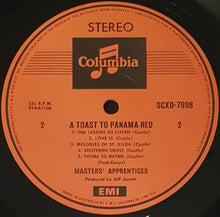 STEREO
Columbia
33⅓ R.P.M.
SCXO-7998
2
A TOAST TO PANAMA RED
2
1. THE LESSON SO LISTEN! (Castle)
2. LOVE IS (Castle)
3. MELODIES OF ST. KILDA (Castle)
4. SOUTHERN CROSS (Castle)
5. THYME TO RHYME (Castle)
(Ford-Keays)
MASTERS' APPRENTICES
Produced by Jeff Jarratt
EMI